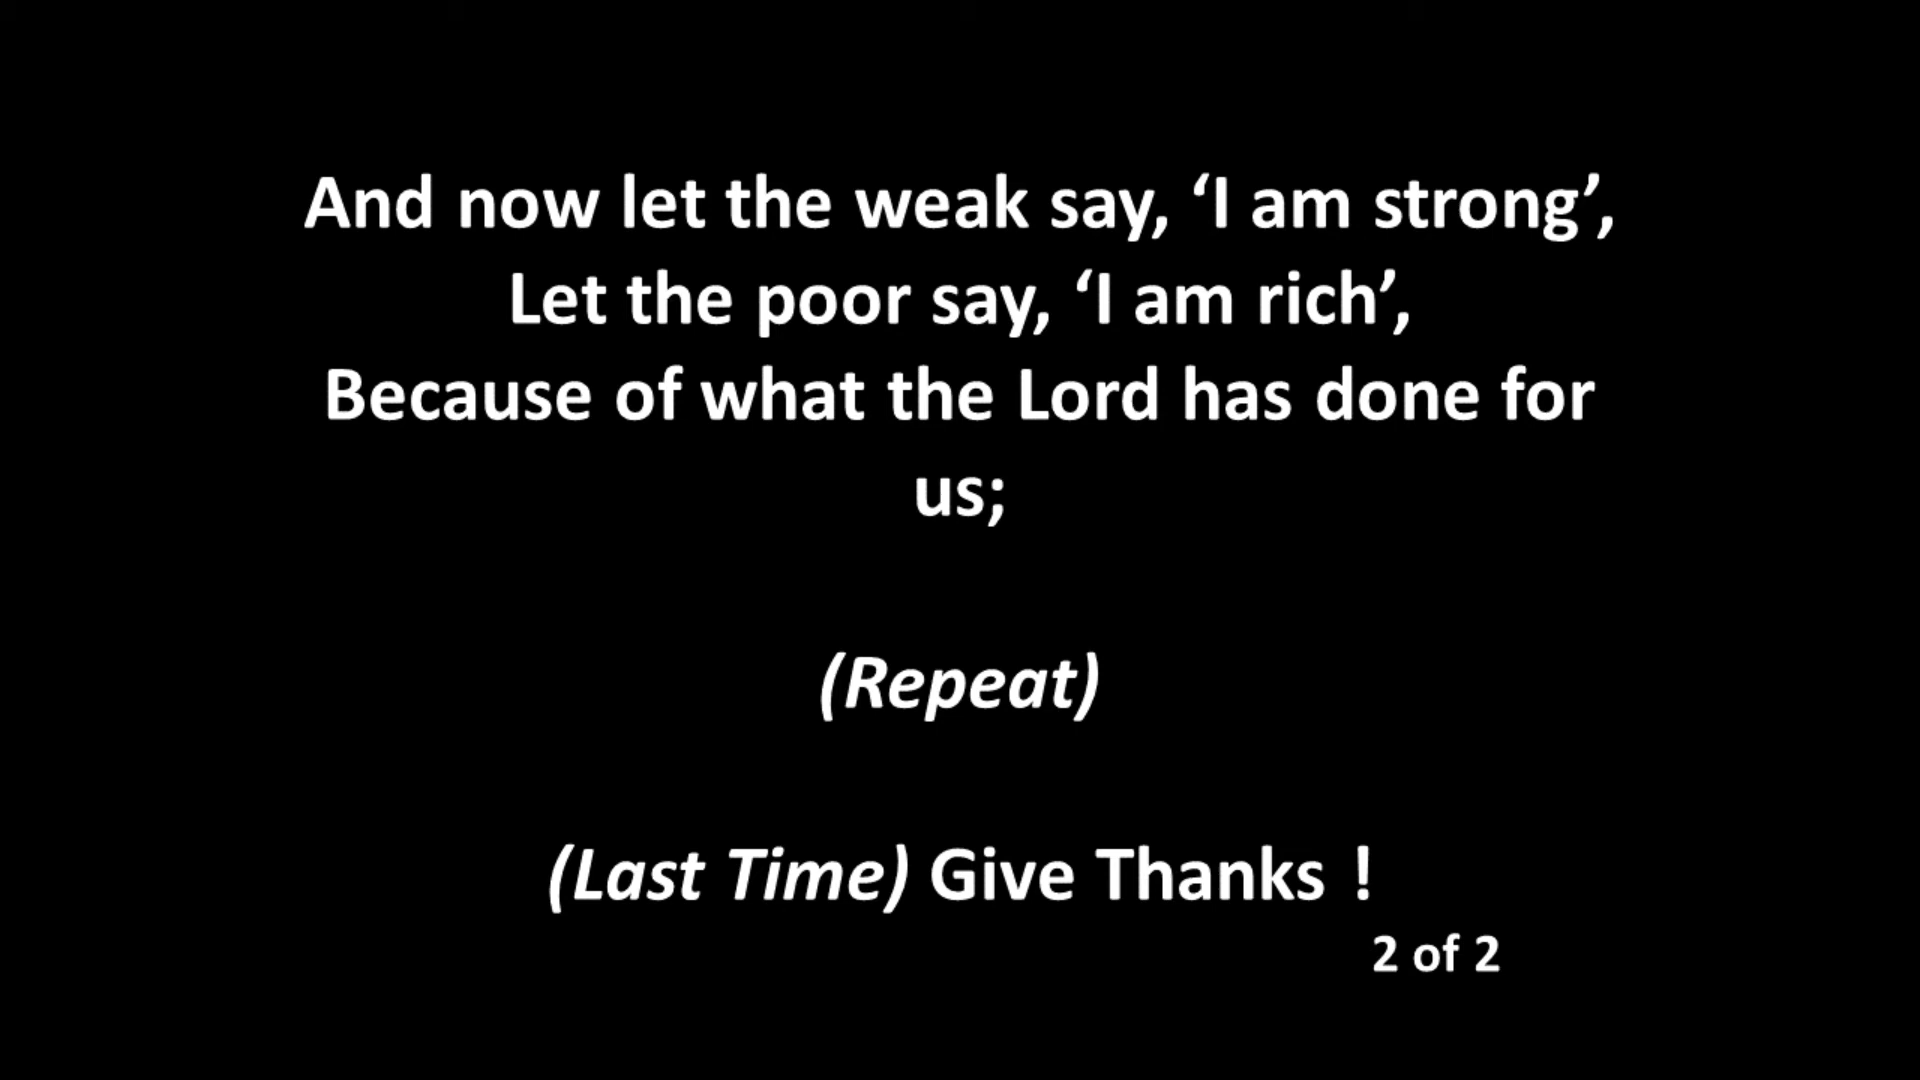 And now let the weak say, ‘I am strong’,
Let the poor say, ‘I am rich’,
Because of what the Lord has done for
us;
(Repeat)
(Last Time) Give Thanks !
2 of 2